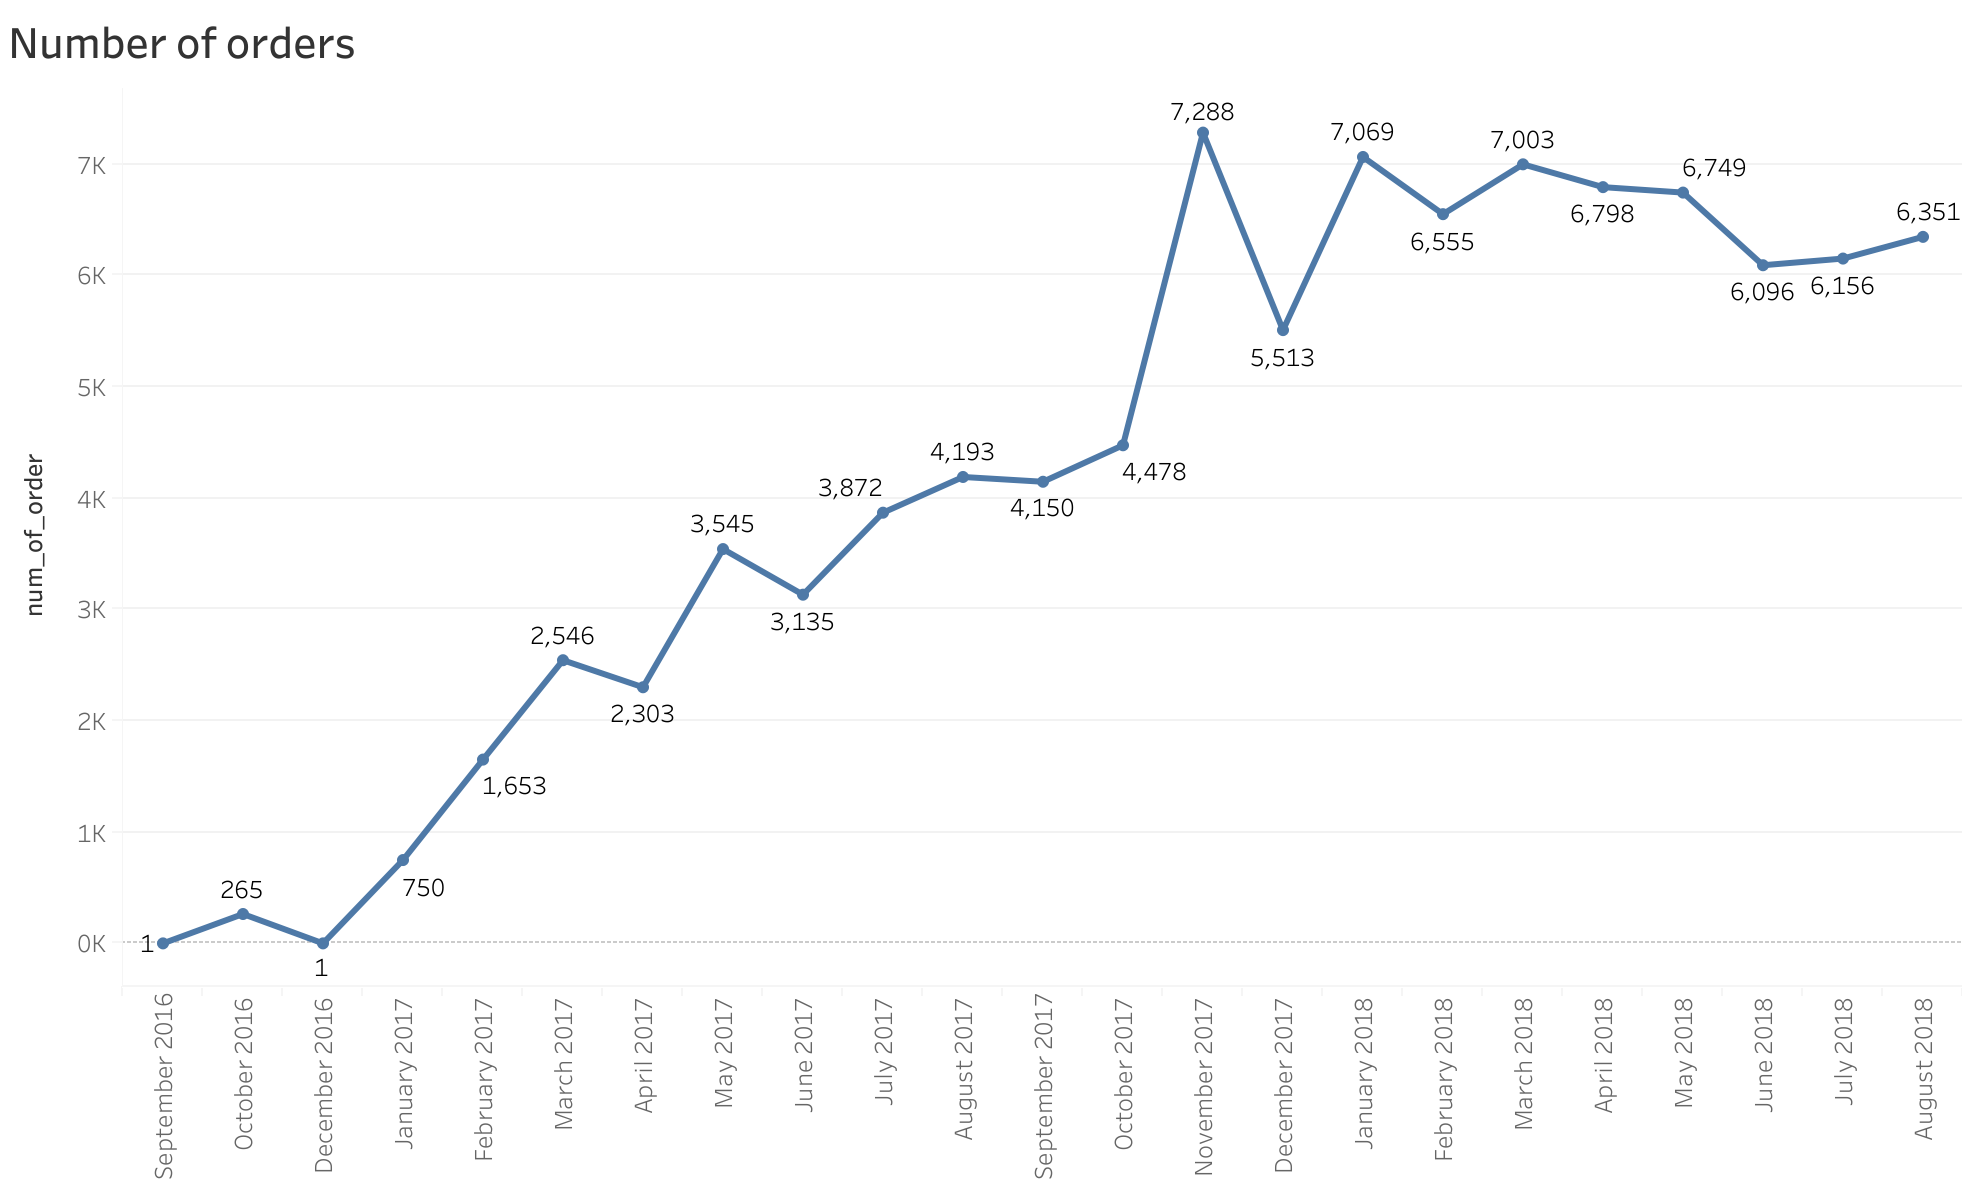 Number of orders
num_of_order
7K
6K
5K
4K
3K
2K
1K
0K
1
265
1
750
1,653
2,546
2,303
3,545
3,135
3,872
4,193
4,150
4,478
7,288
5,513
7,069
6,555
7,003
6,798
6,749
6,096
6,156
6,351
September 2016
October 2016
December 2016
January 2017
February 2017
March 2017
April 2017
May 2017
June 2017
July 2017
August 2017
September 2017
October 2017
November 2017
December 2017
January 2018
February 2018
March 2018
April 2018
May 2018
June 2018
July 2018
August 2018